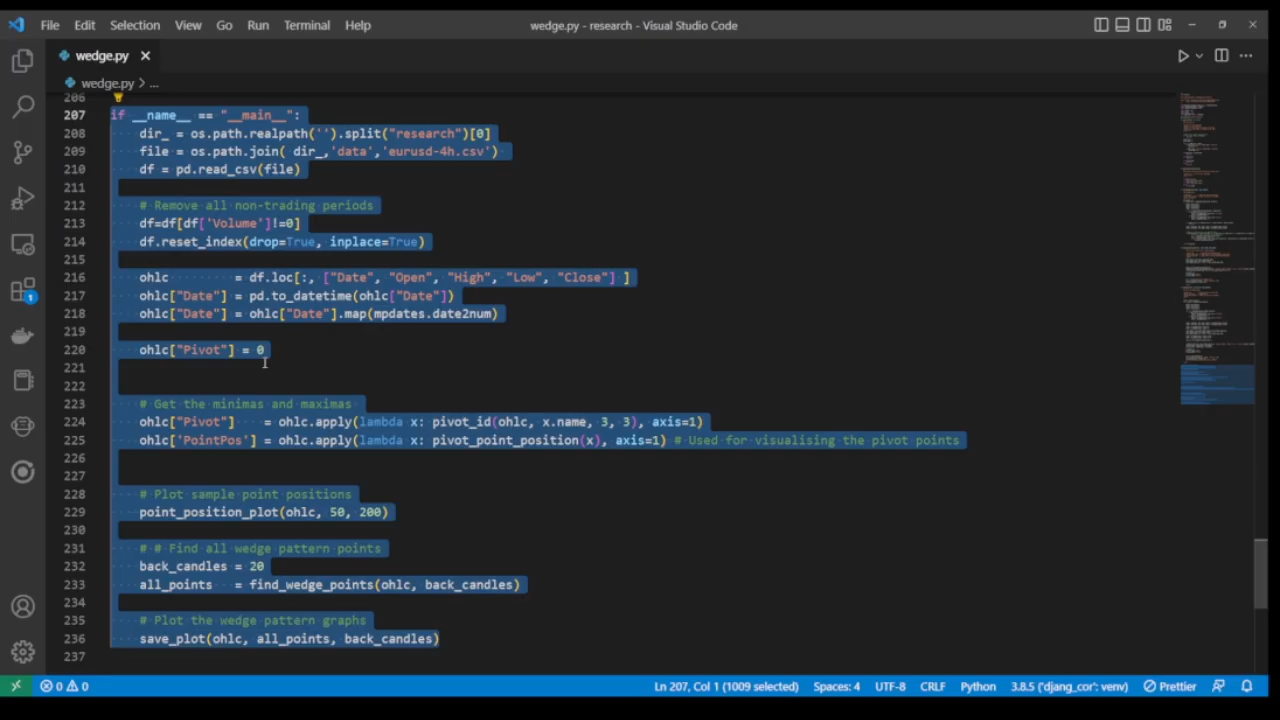 File Edit Selection View Go Run Terminal Help wedge.py - research - Visual Studio Code
wedge.py
wedge.py > ...
206
207 if __name__ == "__main__":
208 dir_ = os.path.realpath('').split("research")[0]
209 file = os.path.join( dir_,'data','eurusd-4h.csv')
210 df = pd.read_csv(file)
211
212 # Remove all non-trading periods
213 df=df[df['Volume']!=0]
214 df.reset_index(drop=True, inplace=True)
215
216 ohlc = df.loc[:, ["Date", "Open", "High", "Low", "Close"] ]
217 ohlc["Date"] = pd.to_datetime(ohlc["Date"])
218 ohlc["Date"] = ohlc["Date"].map(mpdates.date2num)
219
220 ohlc["Pivot"] = 0
221
222
223 # Get the minimas and maximas
224 ohlc["Pivot"] = ohlc.apply(lambda x: pivot_id(ohlc, x.name, 3, 3), axis=1)
225 ohlc['PointPos'] = ohlc.apply(lambda x: pivot_point_position(x), axis=1) # Used for visualising the pivot points
226
227
228 # Plot sample point positions
229 point_position_plot(ohlc, 50, 200)
230
231 # # Find all wedge pattern points
232 back_candles = 20
233 all_points = find_wedge_points(ohlc, back_candles)
234
235 # Plot the wedge pattern graphs
236 save_plot(ohlc, all_points, back_candles)
237
1
0 0 Ln 207, Col 1 (1009 selected) Spaces: 4 UTF-8 CRLF Python 3.8.5 ('djang_cor': venv) Prettier